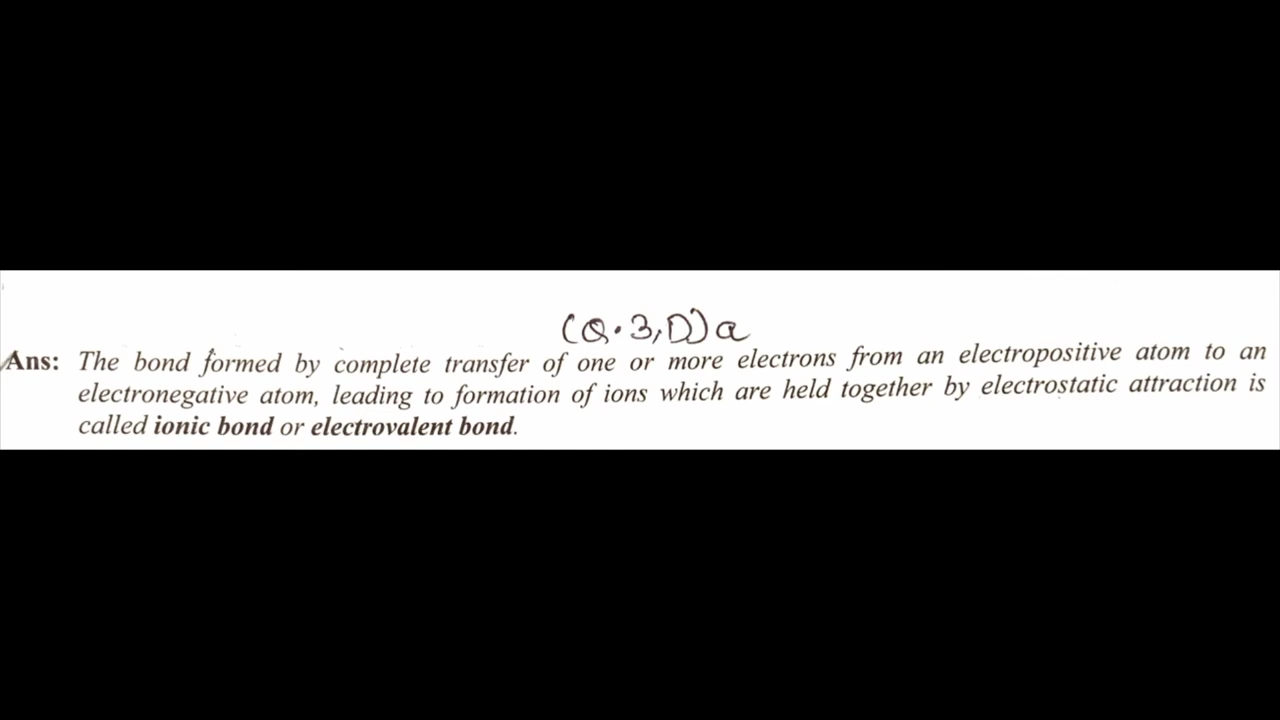 (Q.3,D) a
Ans: The bond formed by complete transfer of one or more electrons from an electropositive atom to an
electronegative atom, leading to formation of ions which are held together by electrostatic attraction is
called ionic bond or electrovalent bond.